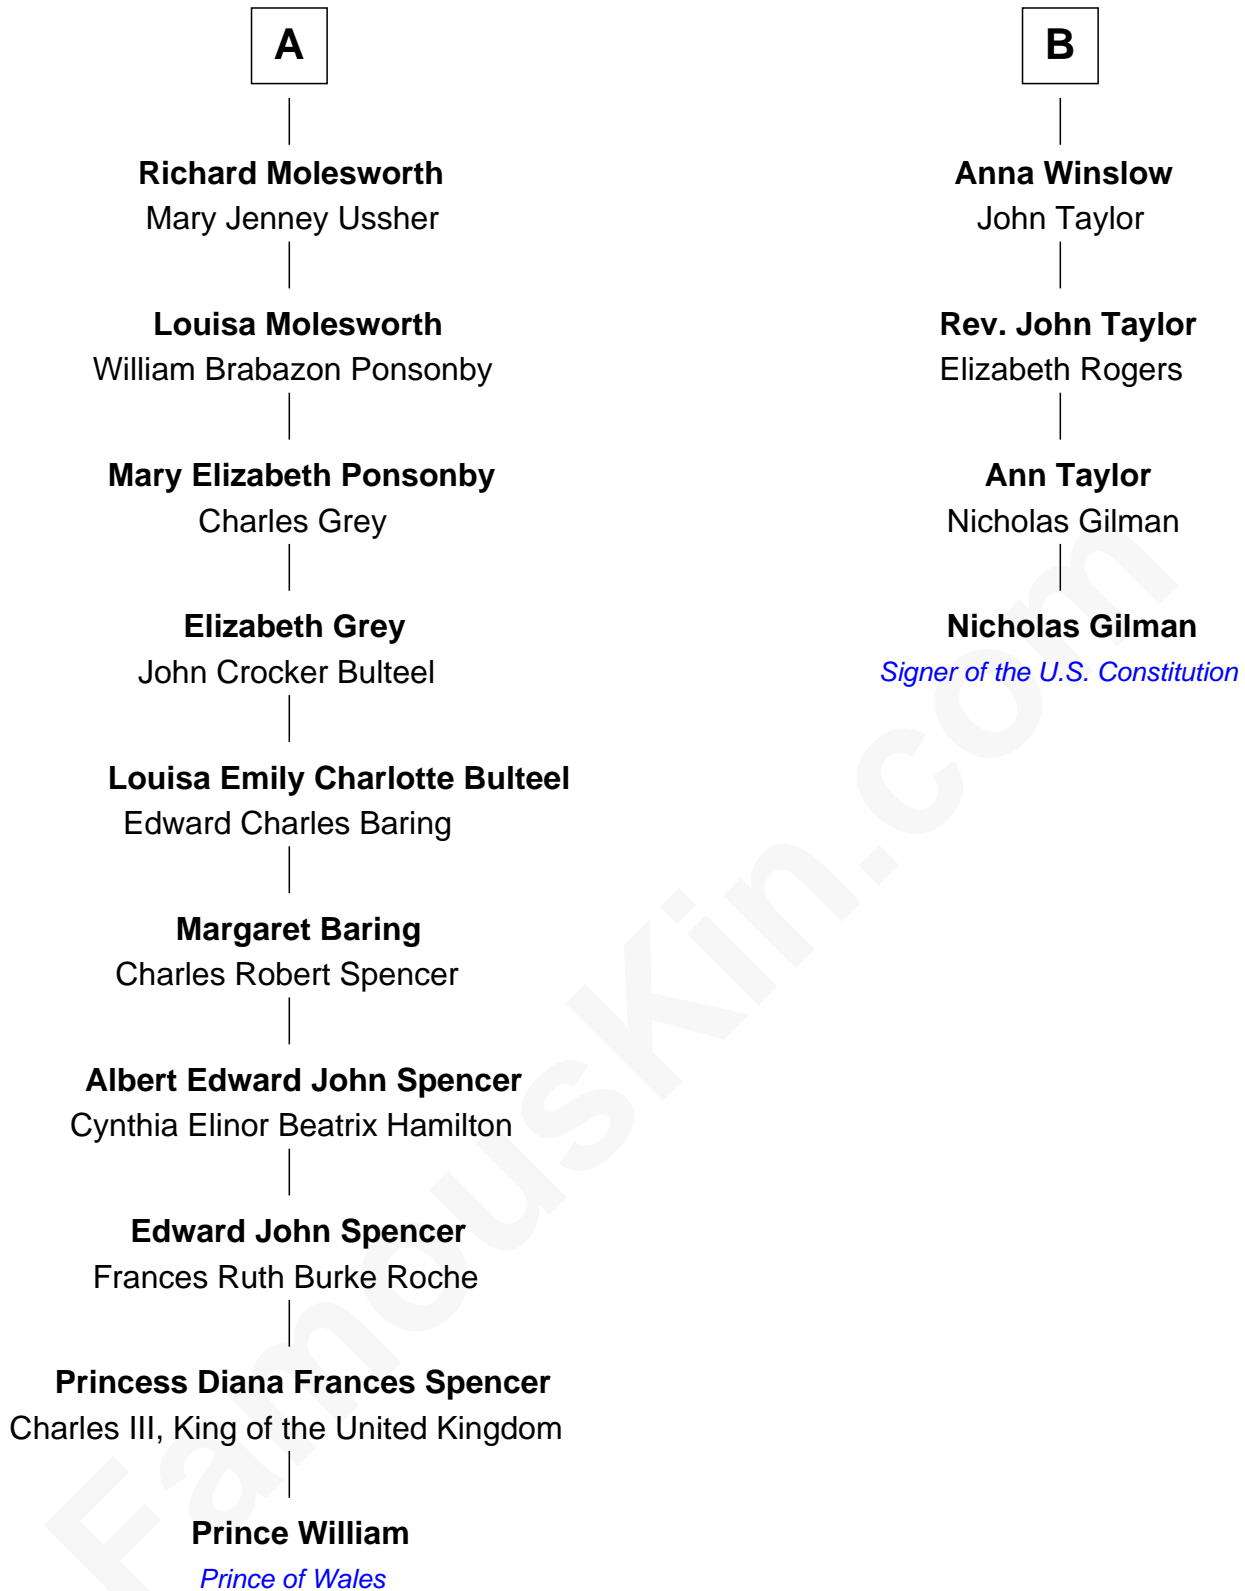 A
Richard Molesworth
Mary Jenney Ussher
Louisa Molesworth
William Brabazon Ponsonby
Mary Elizabeth Ponsonby
Charles Grey
Elizabeth Grey
John Crocker Bulteel
Louisa Emily Charlotte Bulteel
Edward Charles Baring
Margaret Baring
Charles Robert Spencer
Albert Edward John Spencer
Cynthia Elinor Beatrix Hamilton
Edward John Spencer
Frances Ruth Burke Roche
Princess Diana Frances Spencer
Charles III, King of the United Kingdom
Prince William
Prince of Wales
B
Anna Winslow
John Taylor
Rev. John Taylor
Elizabeth Rogers
Ann Taylor
Nicholas Gilman
Nicholas Gilman
Signer of the U.S. Constitution
FamousKin.com